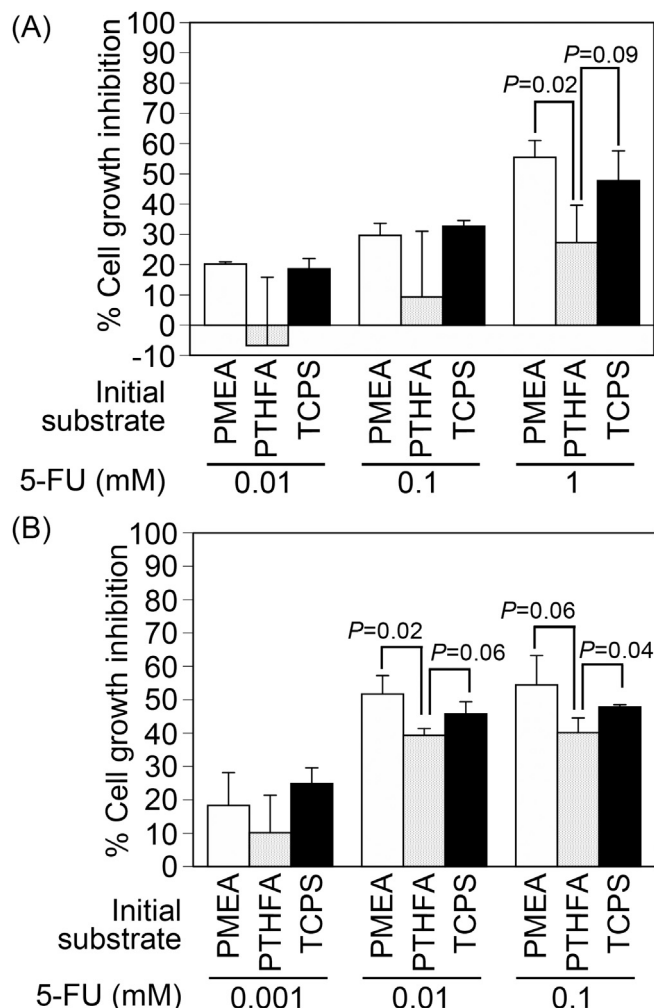 (A)
% Cell growth inhibition
100
90
80
70
60
50
40
30
20
10
0
-10
P=0.02
P=0.09
Initial
substrate
PMEA
PTHFA
TCPS
PMEA
PTHFA
TCPS
PMEA
PTHFA
TCPS
5-FU (mM)
0.01
0.1
1
(B)
% Cell growth inhibition
100
90
80
70
60
50
40
30
20
10
0
P=0.02
P=0.06
P=0.06
P=0.04
Initial
substrate
PMEA
PTHFA
TCPS
PMEA
PTHFA
TCPS
PMEA
PTHFA
TCPS
5-FU (mM)
0.001
0.01
0.1